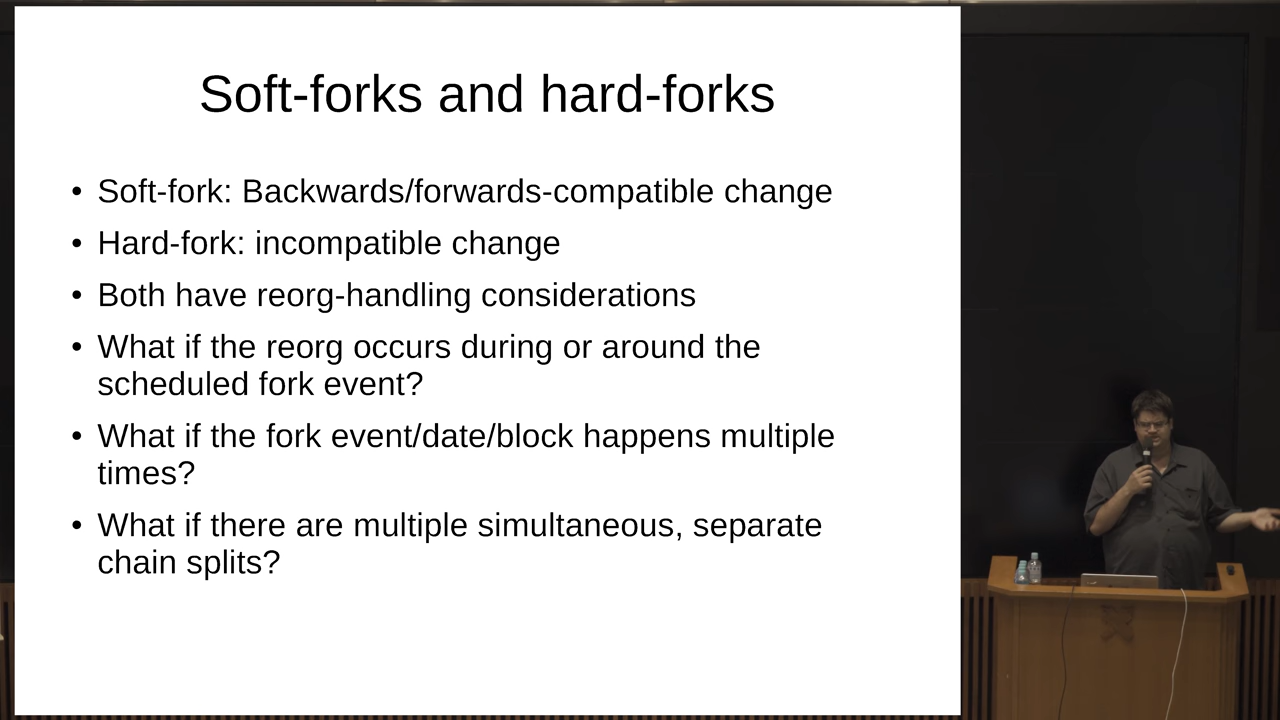 Soft-forks and hard-forks
• Soft-fork: Backwards/forwards-compatible change
• Hard-fork: incompatible change
• Both have reorg-handling considerations
• What if the reorg occurs during or around the
scheduled fork event?
• What if the fork event/date/block happens multiple
times?
• What if there are multiple simultaneous, separate
chain splits?